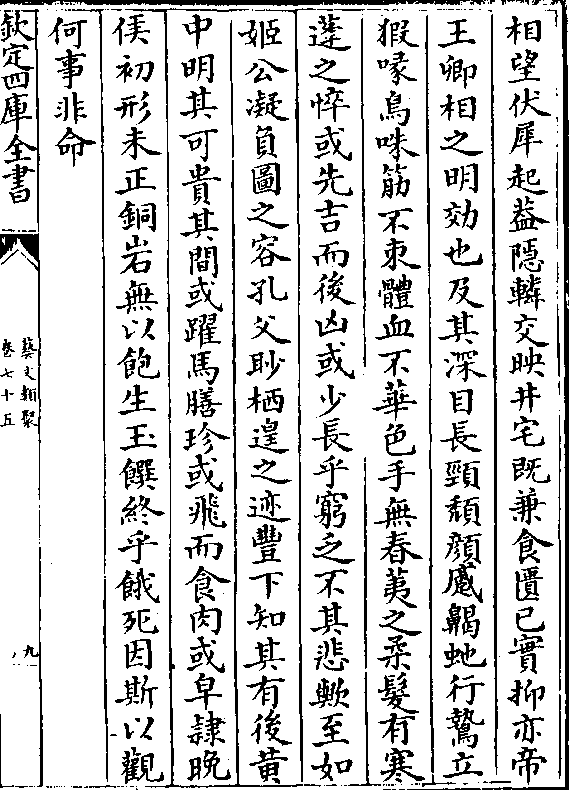 相望伏犀起葢隱轔交映井宅既兼食匱已實抑亦帝
王卿相之明効也及其深目長頸頽顔蹙齃虵行鷙立
猳喙鳥咮筋不束體血不華色手無春荑之柔髮有寒
蓬之悴或先吉而後凶或少長乎窮乏不其悲歟至如
姬公凝負圖之容孔父眇栖遑之迹豐下知其有後黄
中明其可貴其間或躍馬膳珍或飛而食肉或皁隷晚
侯初形未正銅岩無以飽生玉饌終乎餓死因斯以觀
何事非命
欽定四庫全書
藝文類聚
卷七十五
九